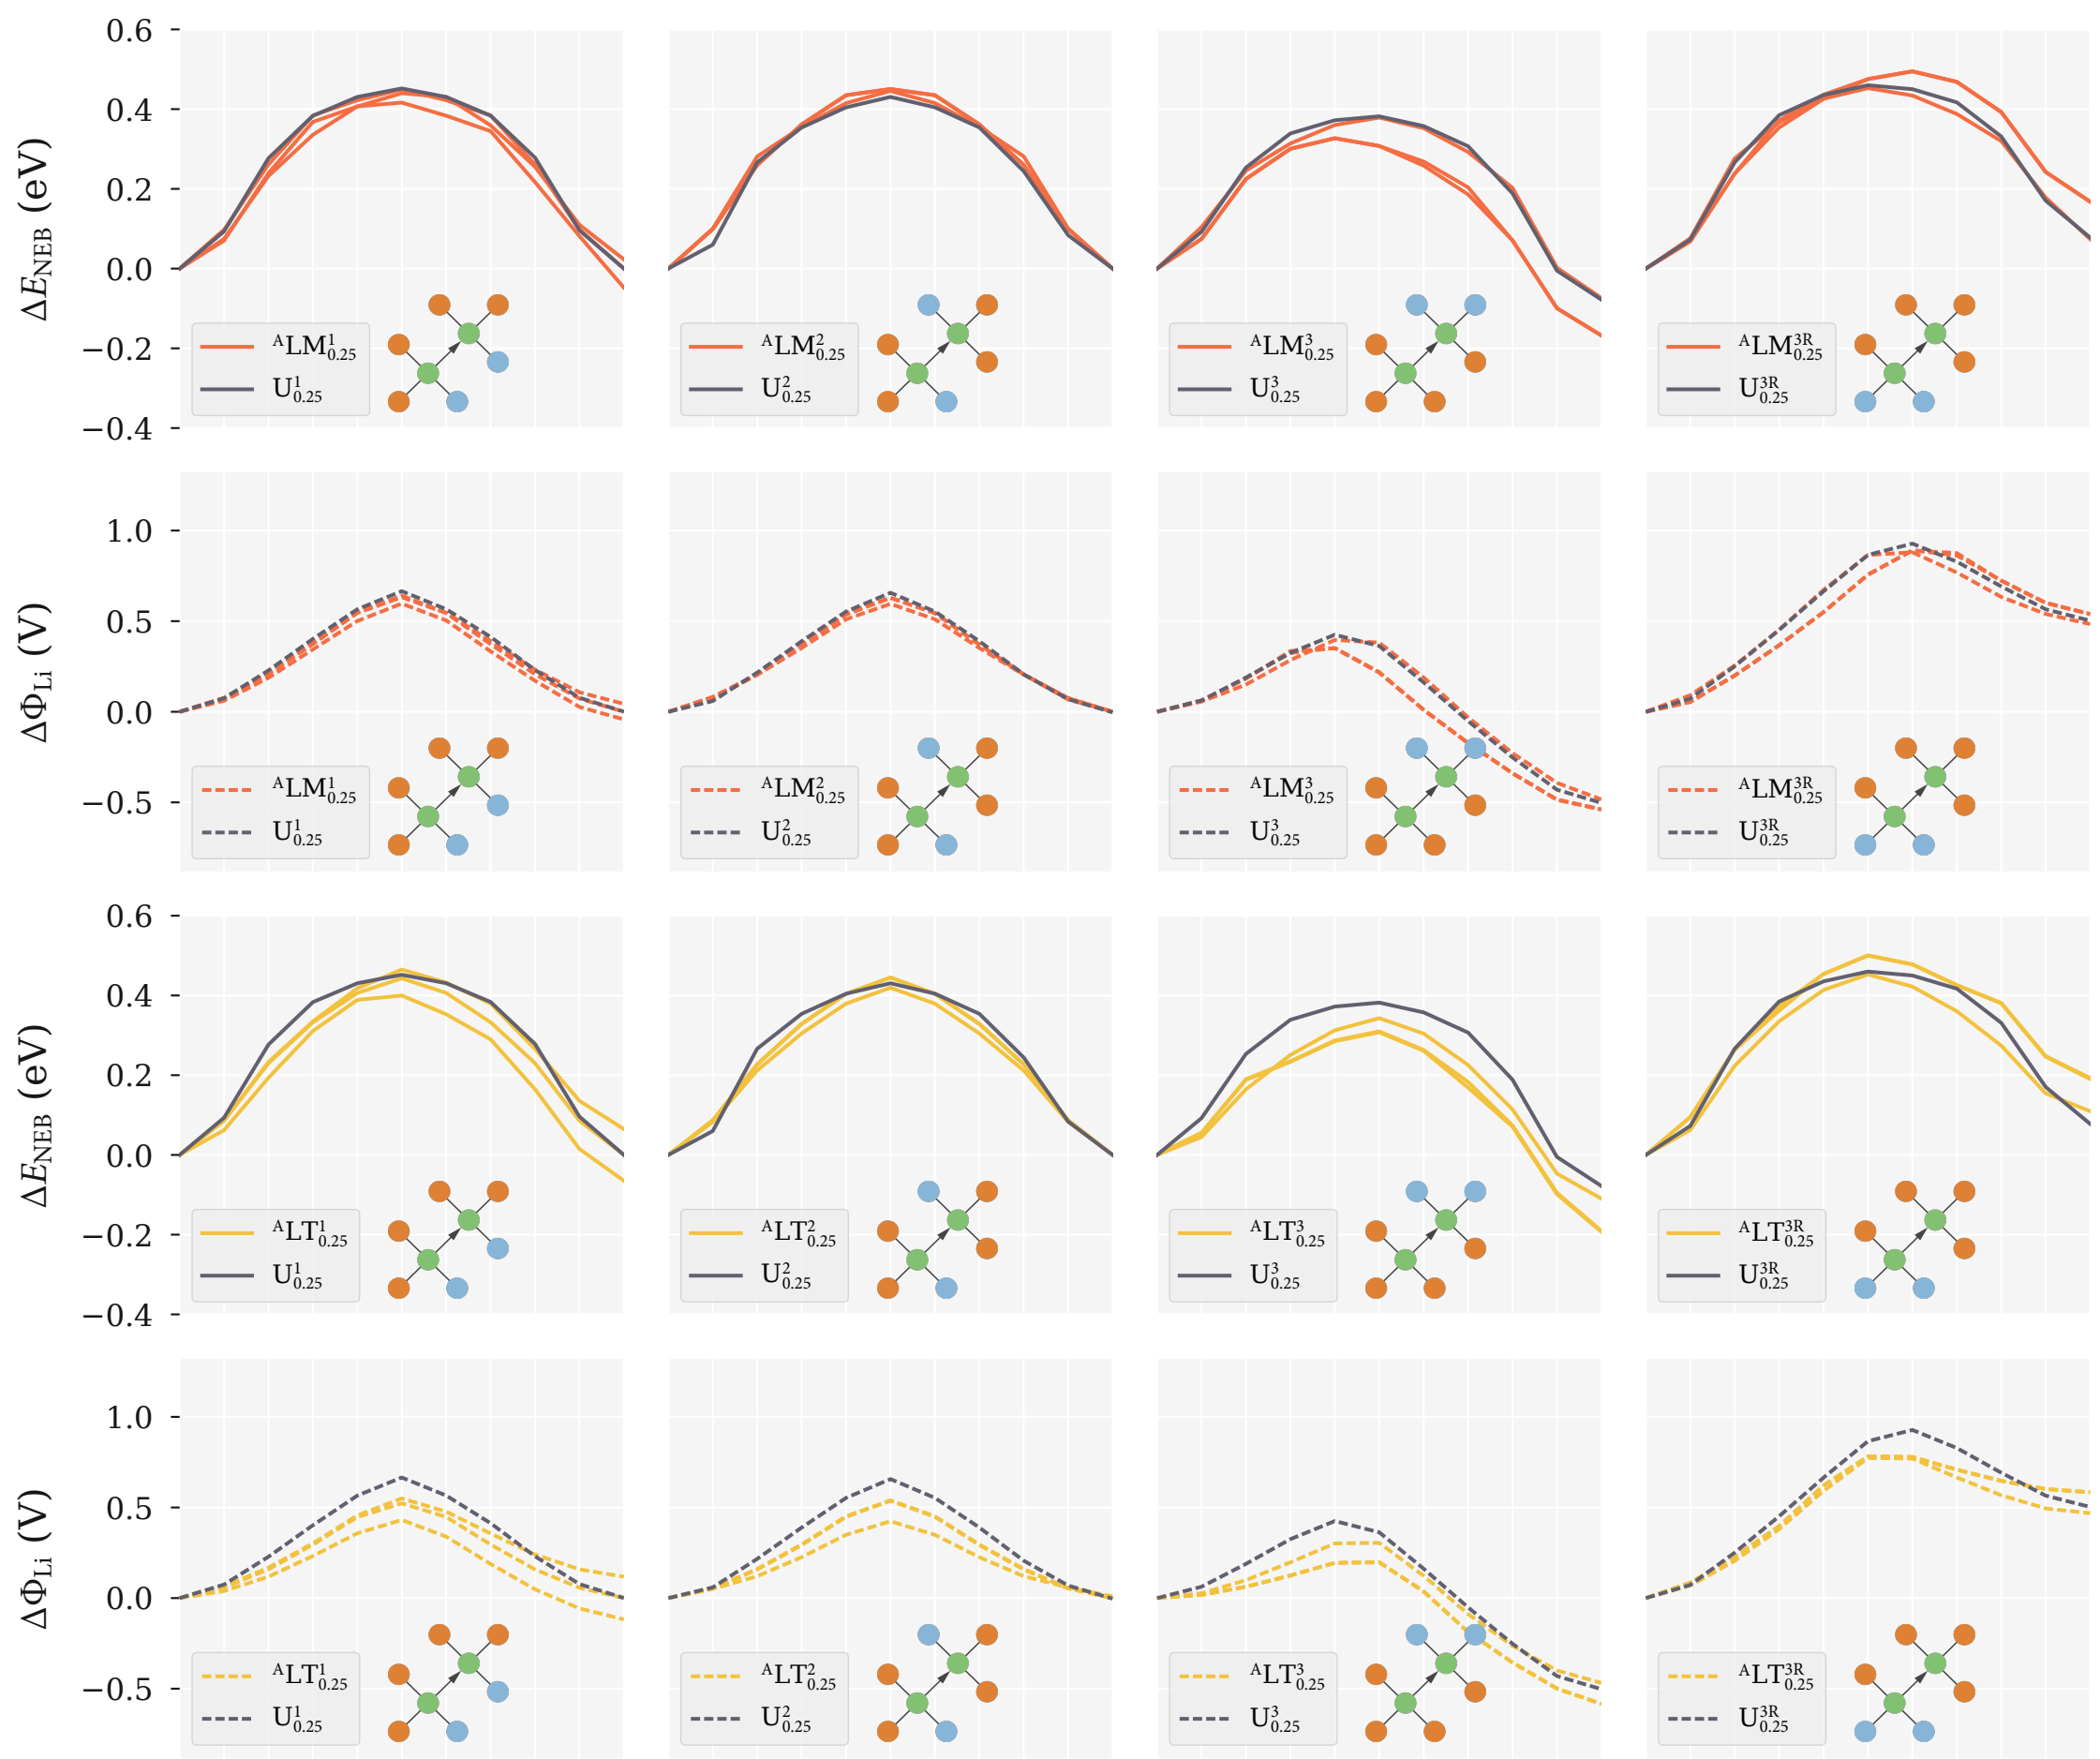 ΔE_NEB (eV)
0.6
0.4
0.2
0.0
−0.2
−0.4
ᴬLM¹₀.₂₅
U¹₀.₂₅
ᴬLM²₀.₂₅
U²₀.₂₅
ᴬLM³₀.₂₅
U³₀.₂₅
ᴬLM³ᴿ₀.₂₅
U³ᴿ₀.₂₅
ΔΦ_Li (V)
1.0
0.5
0.0
−0.5
ᴬLM¹₀.₂₅
U¹₀.₂₅
ᴬLM²₀.₂₅
U²₀.₂₅
ᴬLM³₀.₂₅
U³₀.₂₅
ᴬLM³ᴿ₀.₂₅
U³ᴿ₀.₂₅
ΔE_NEB (eV)
0.6
0.4
0.2
0.0
−0.2
−0.4
ᴬLT¹₀.₂₅
U¹₀.₂₅
ᴬLT²₀.₂₅
U²₀.₂₅
ᴬLT³₀.₂₅
U³₀.₂₅
ᴬLT³ᴿ₀.₂₅
U³ᴿ₀.₂₅
ΔΦ_Li (V)
1.0
0.5
0.0
−0.5
ᴬLT¹₀.₂₅
U¹₀.₂₅
ᴬLT²₀.₂₅
U²₀.₂₅
ᴬLT³₀.₂₅
U³₀.₂₅
ᴬLT³ᴿ₀.₂₅
U³ᴿ₀.₂₅